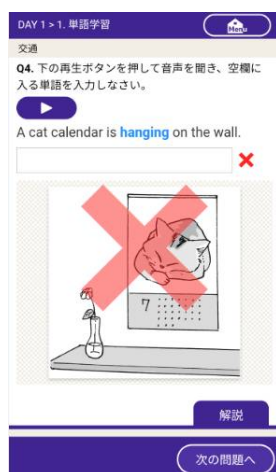 DAY 1 > 1. 単語学習
Menu
交通
Q4. 下の再生ボタンを押して音声を聞き、空欄に
入る単語を入力しなさい。
A cat calendar is hanging on the wall.
7
解説
次の問題へ